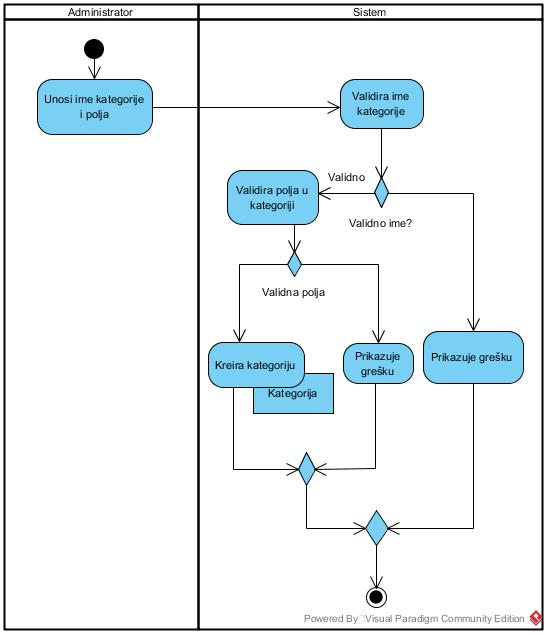 Administrator
Sistem
Unosi ime kategorije
i polja
Validira ime
kategorije
Validno
Validira polja u
kategoriji
Validno ime?
Validna polja
Kreira kategoriju
Prikazuje
grešku
Prikazuje grešku
Kategorija
Powered By Visual Paradigm Community Edition